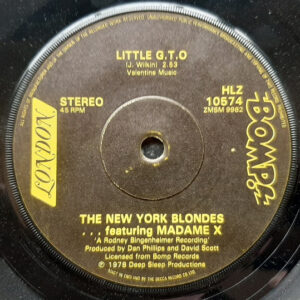 LITTLE G.T.O
(J. Wilkin) 2.53
Valentine Music
STEREO
45 RPM
HLZ
10574
ZMSM 9982
LONDON
BOMP!
THE NEW YORK BLONDES
. . . featuring MADAME X
'A Rodney Bingenheimer Recording'
Produced by Dan Phillips and David Scott
Licensed from Bomp Records
℗ 1978 Deep Sleep Productions